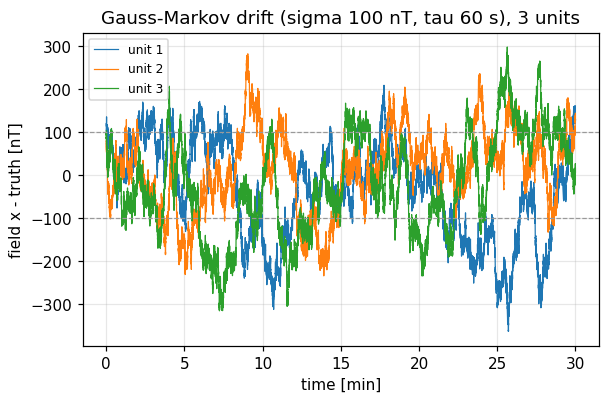 Gauss-Markov drift (sigma 100 nT, tau 60 s), 3 units
unit 1
unit 2
unit 3
field x - truth [nT]
300
200
100
0
−100
−200
−300
0 5 10 15 20 25 30
time [min]